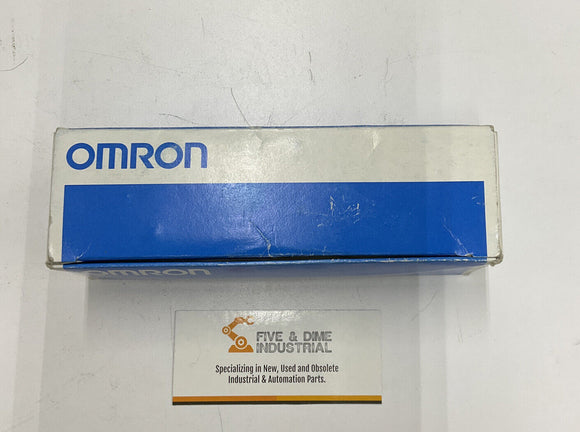 OMRON
OMRON
FIVE & DIME
INDUSTRIAL
Specializing in New, Used and Obsolete
Industrial & Automation Parts.